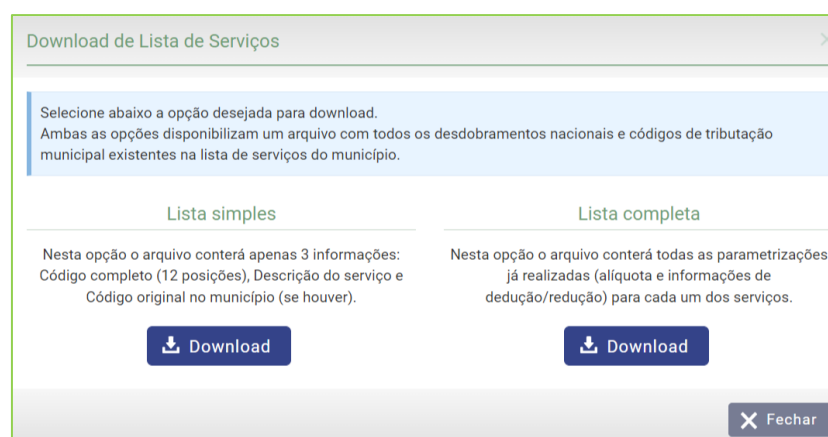 Download de Lista de Serviços
Selecione abaixo a opção desejada para download.
Ambas as opções disponibilizam um arquivo com todos os desdobramentos nacionais e códigos de tributação
municipal existentes na lista de serviços do município.
Lista simples
Nesta opção o arquivo conterá apenas 3 informações:
Código completo (12 posições), Descrição do serviço e
Código original no município (se houver).
Download
Lista completa
Nesta opção o arquivo conterá todas as parametrizações
já realizadas (alíquota e informações de
dedução/redução) para cada um dos serviços.
Download
Fechar